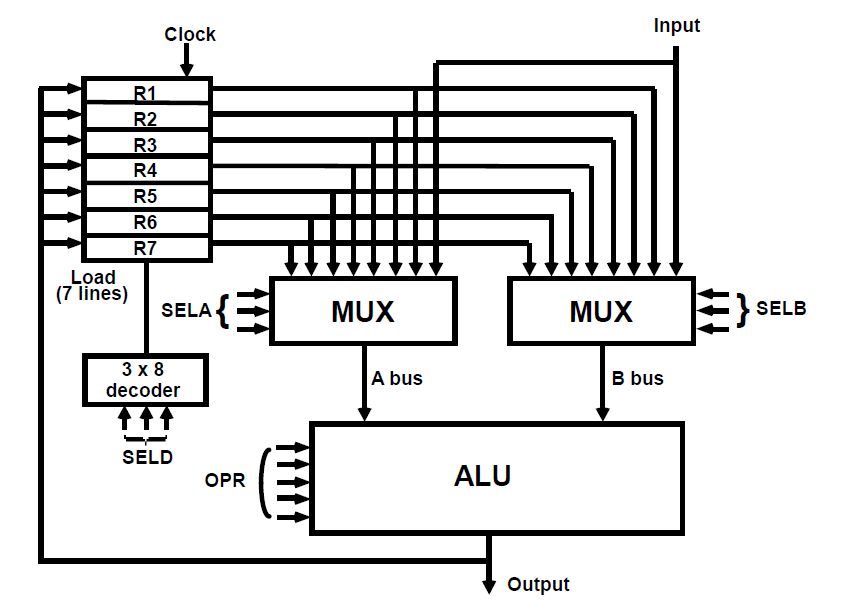 Clock
Input
R1
R2
R3
R4
R5
R6
R7
Load
(7 lines)
SELA {
MUX
MUX
} SELB
3 x 8
decoder
A bus
B bus
SELD
OPR
ALU
Output